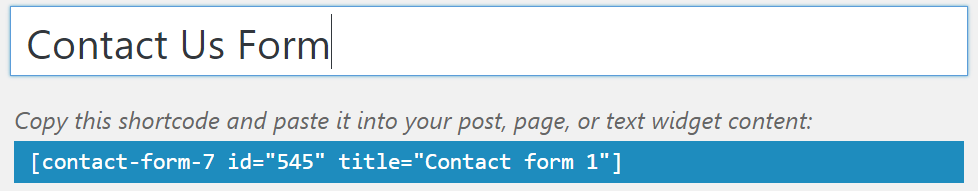 Contact Us Form
Copy this shortcode and paste it into your post, page, or text widget content:
[contact-form-7 id="545" title="Contact form 1"]